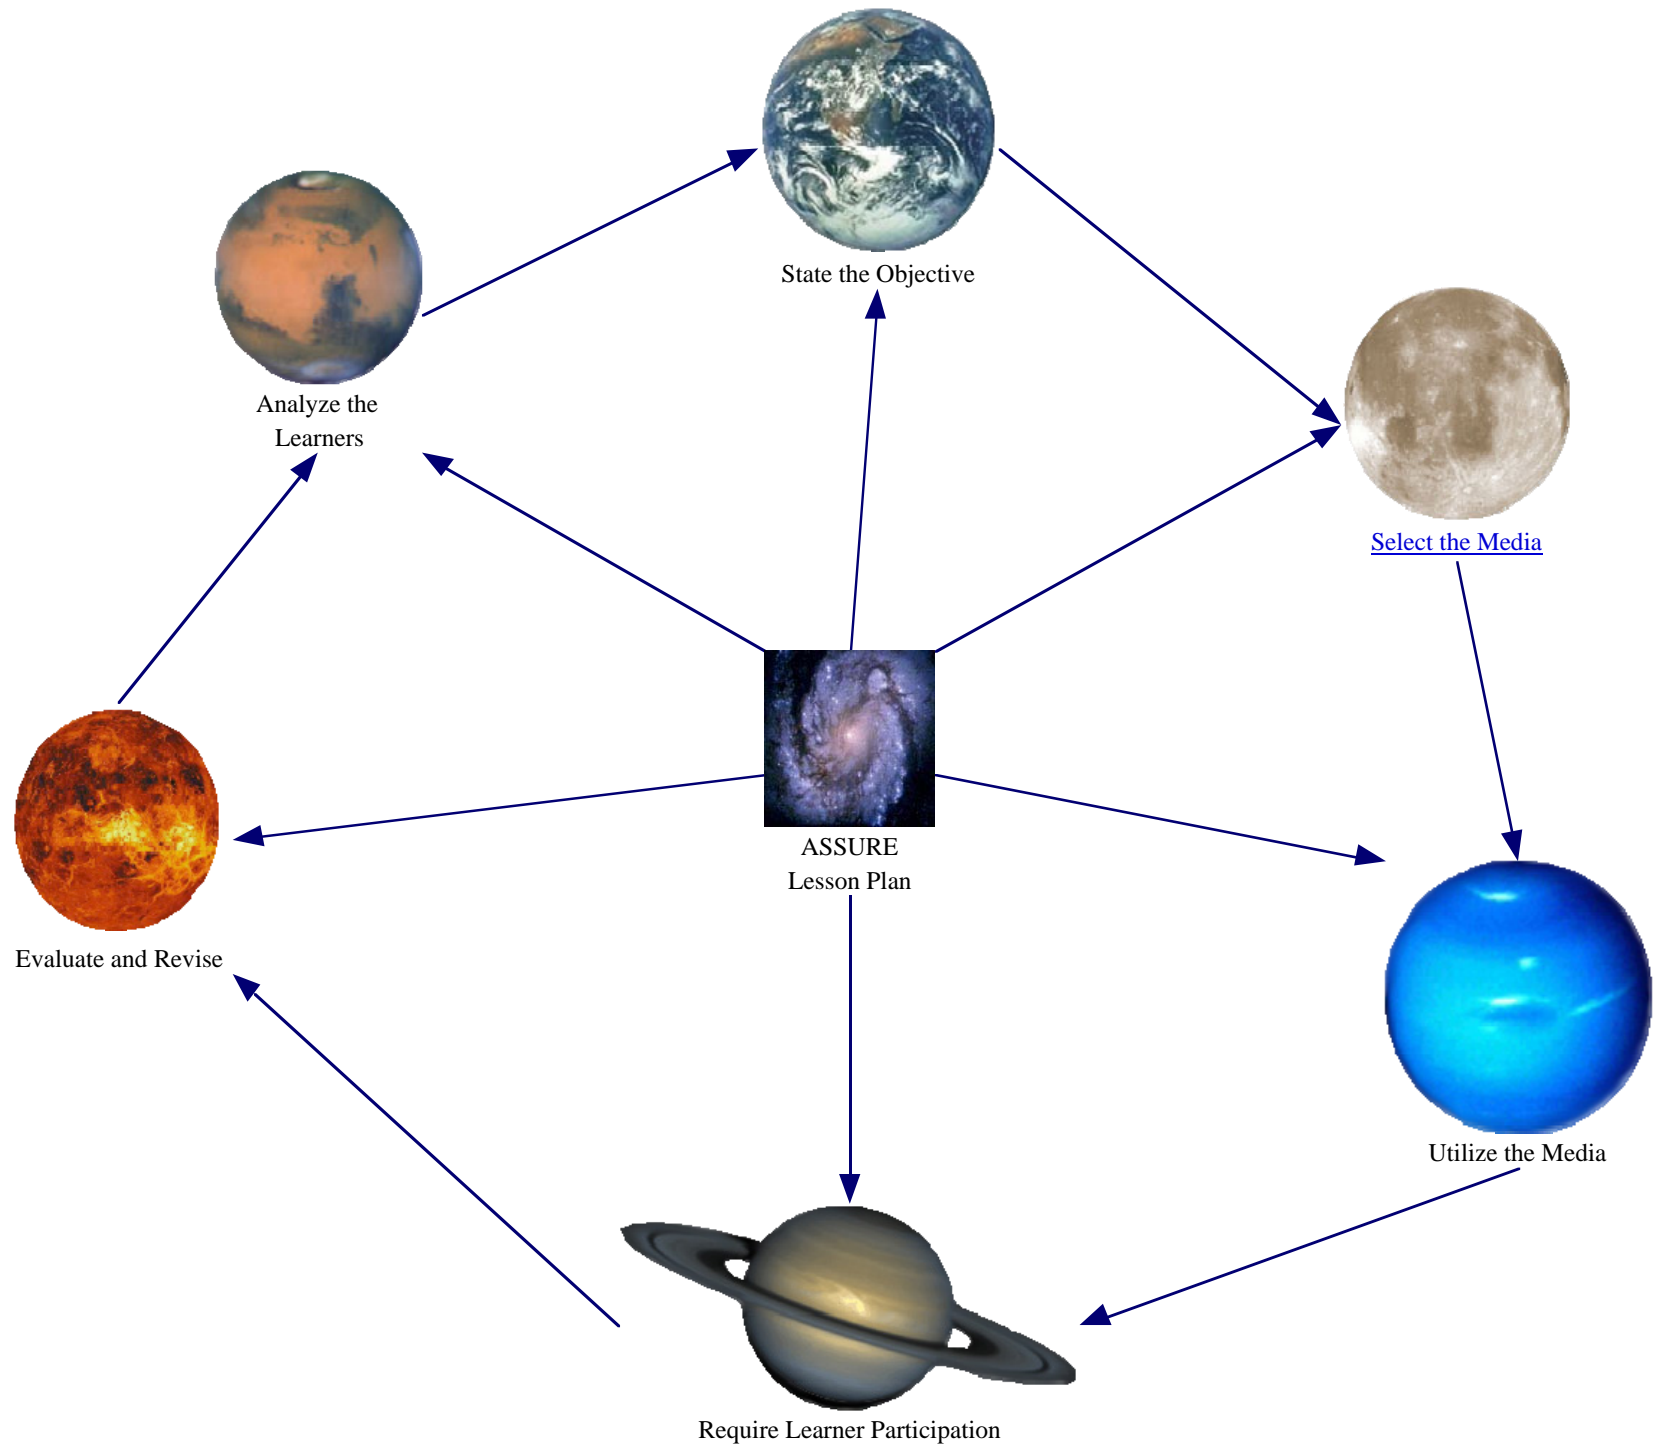 State the Objective
Analyze the
Learners
Select the Media
ASSURE
Lesson Plan
Evaluate and Revise
Utilize the Media
Require Learner Participation